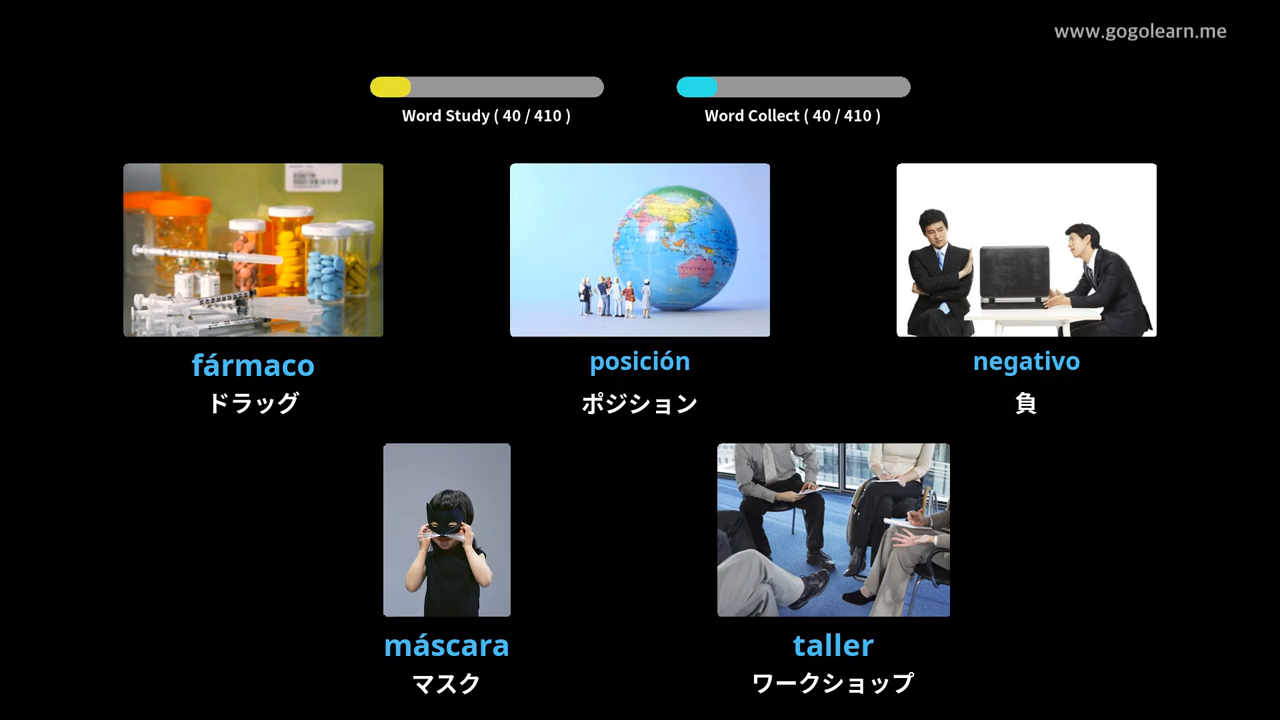 www.gogolearn.me
Word Study ( 40 / 410 )
Word Collect ( 40 / 410 )
fármaco
ドラッグ
posición
ポジション
negativo
負
máscara
マスク
taller
ワークショップ